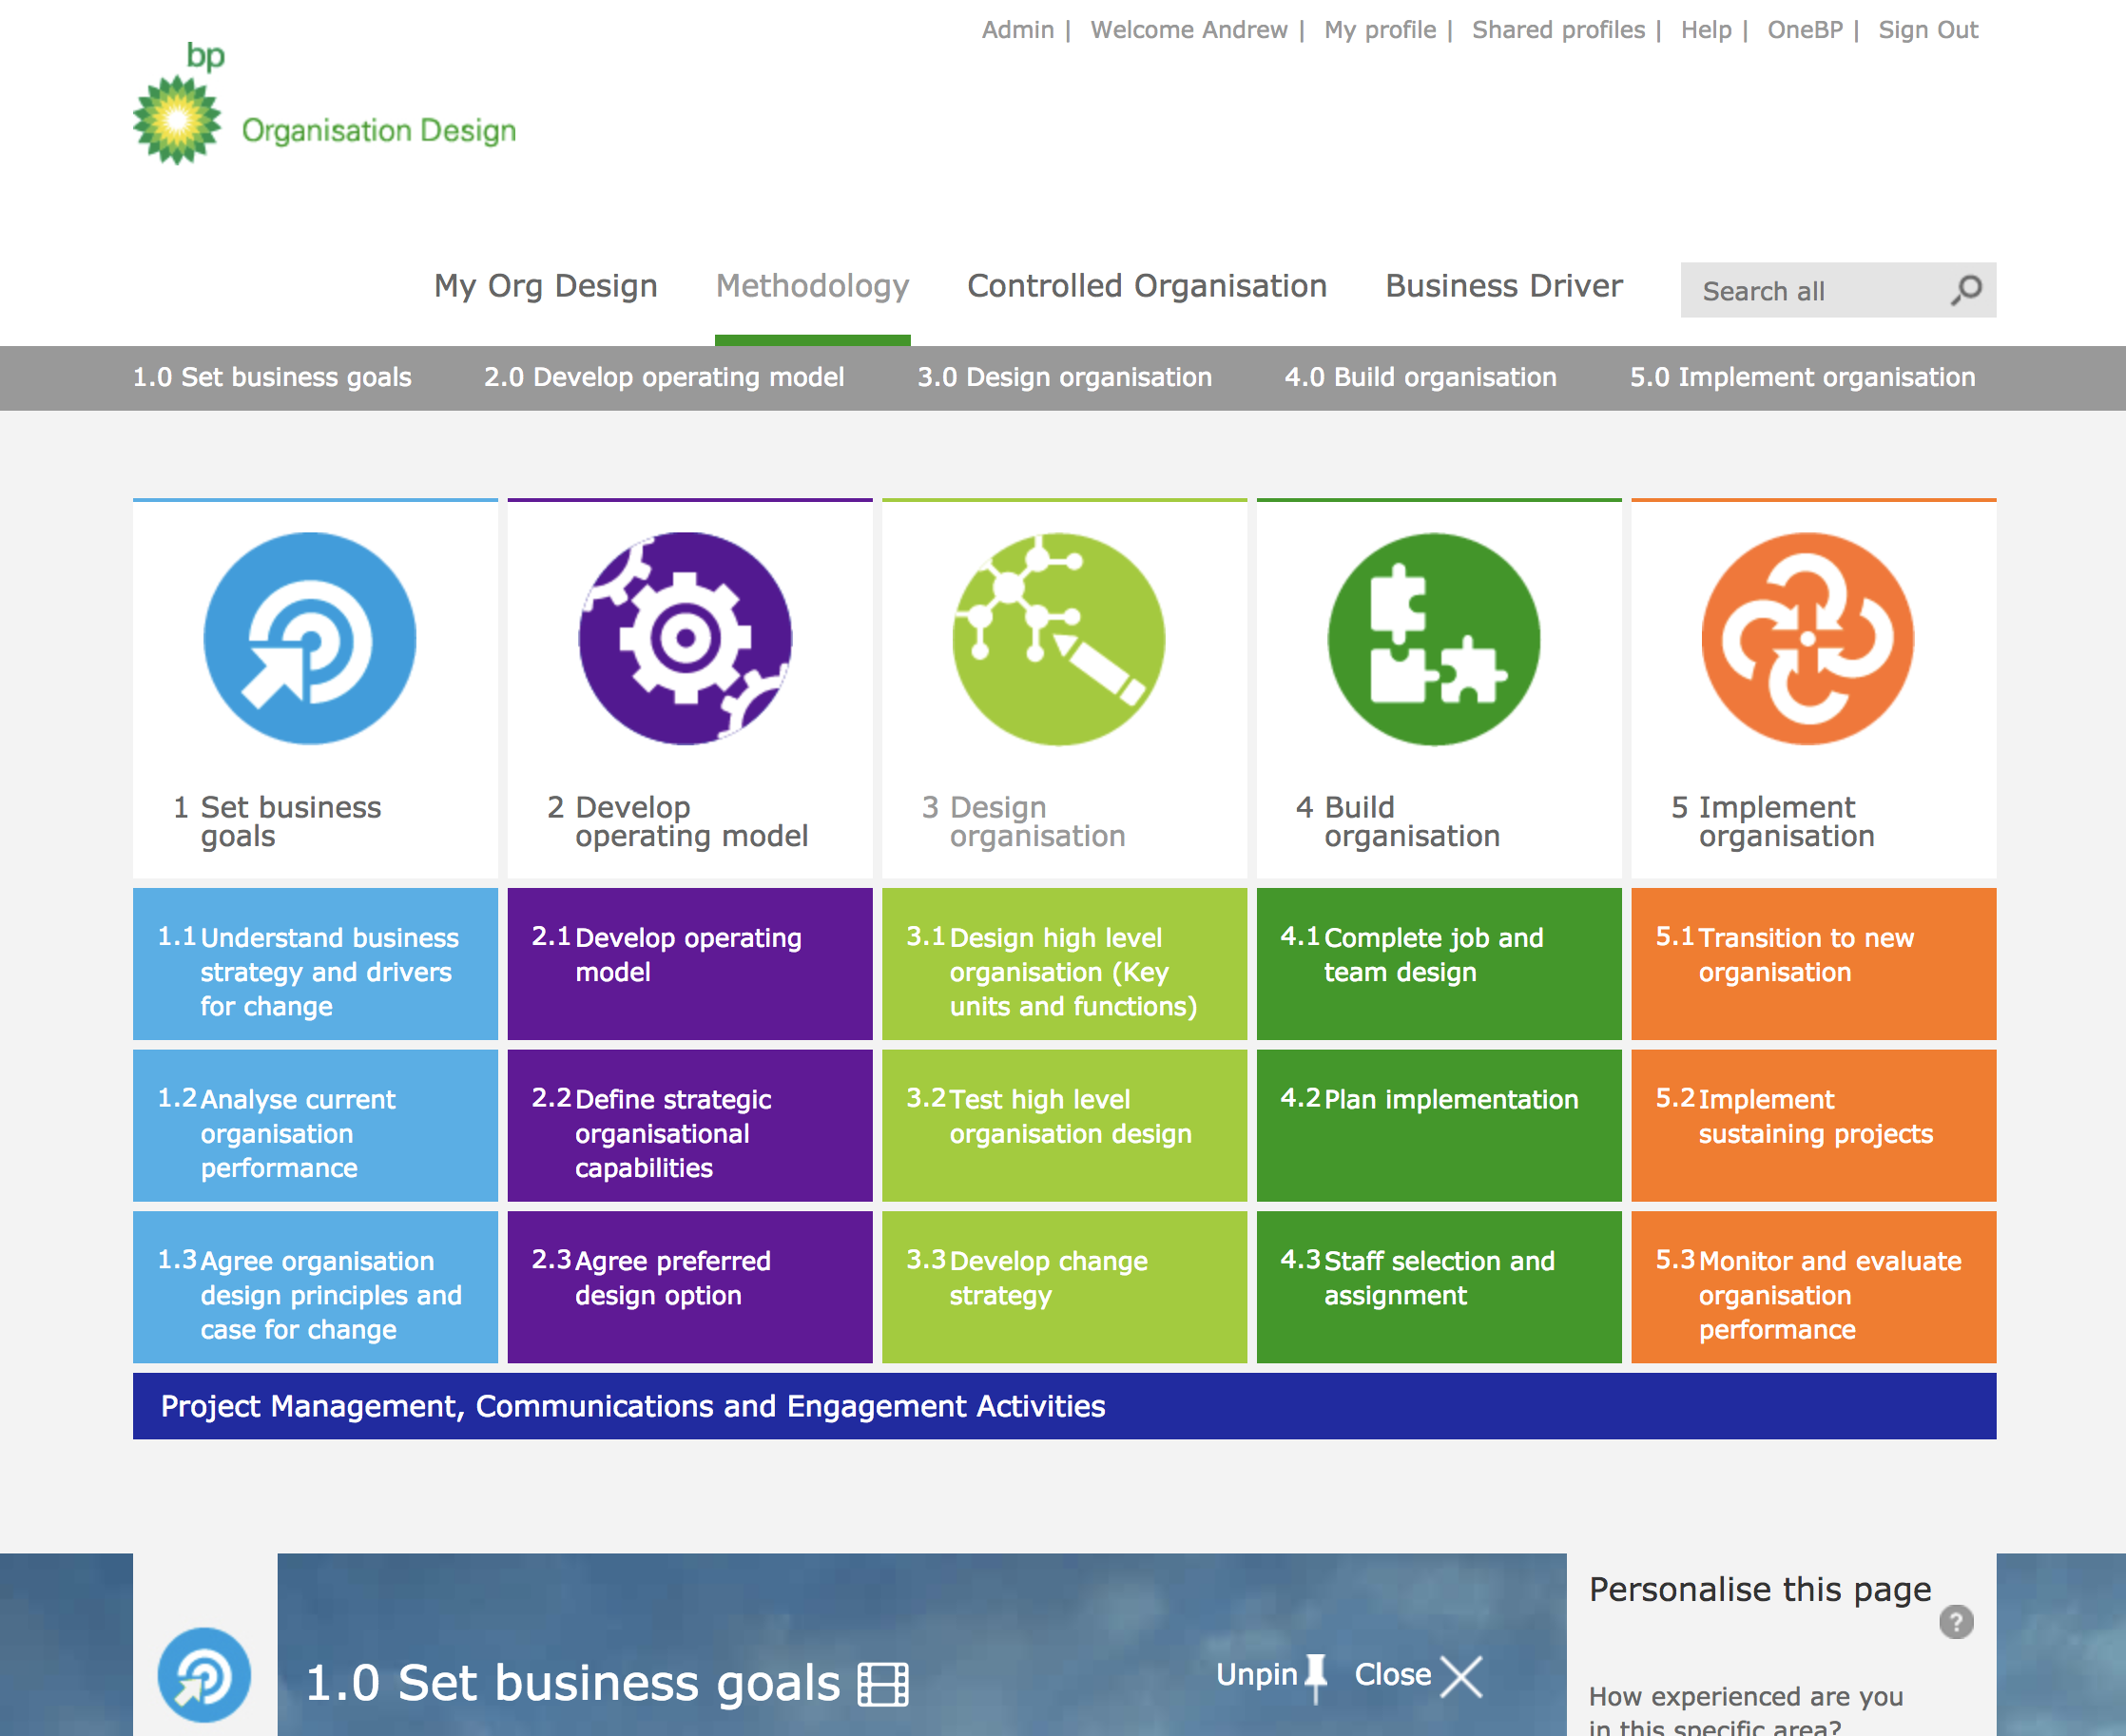 Admin | Welcome Andrew | My profile | Shared profiles | Help | OneBP | Sign Out
bp
Organisation Design
My Org Design Methodology Controlled Organisation Business Driver Search all
1.0 Set business goals 2.0 Develop operating model 3.0 Design organisation 4.0 Build organisation 5.0 Implement organisation
1 Set business
goals
2 Develop
operating model
3 Design
organisation
4 Build
organisation
5 Implement
organisation
1.1 Understand business
strategy and drivers
for change
2.1 Develop operating
model
3.1 Design high level
organisation (Key
units and functions)
4.1 Complete job and
team design
5.1 Transition to new
organisation
1.2 Analyse current
organisation
performance
2.2 Define strategic
organisational
capabilities
3.2 Test high level
organisation design
4.2 Plan implementation
5.2 Implement
sustaining projects
1.3 Agree organisation
design principles and
case for change
2.3 Agree preferred
design option
3.3 Develop change
strategy
4.3 Staff selection and
assignment
5.3 Monitor and evaluate
organisation
performance
Project Management, Communications and Engagement Activities
1.0 Set business goals
Unpin Close
Personalise this page
?
How experienced are you
in this specific area?